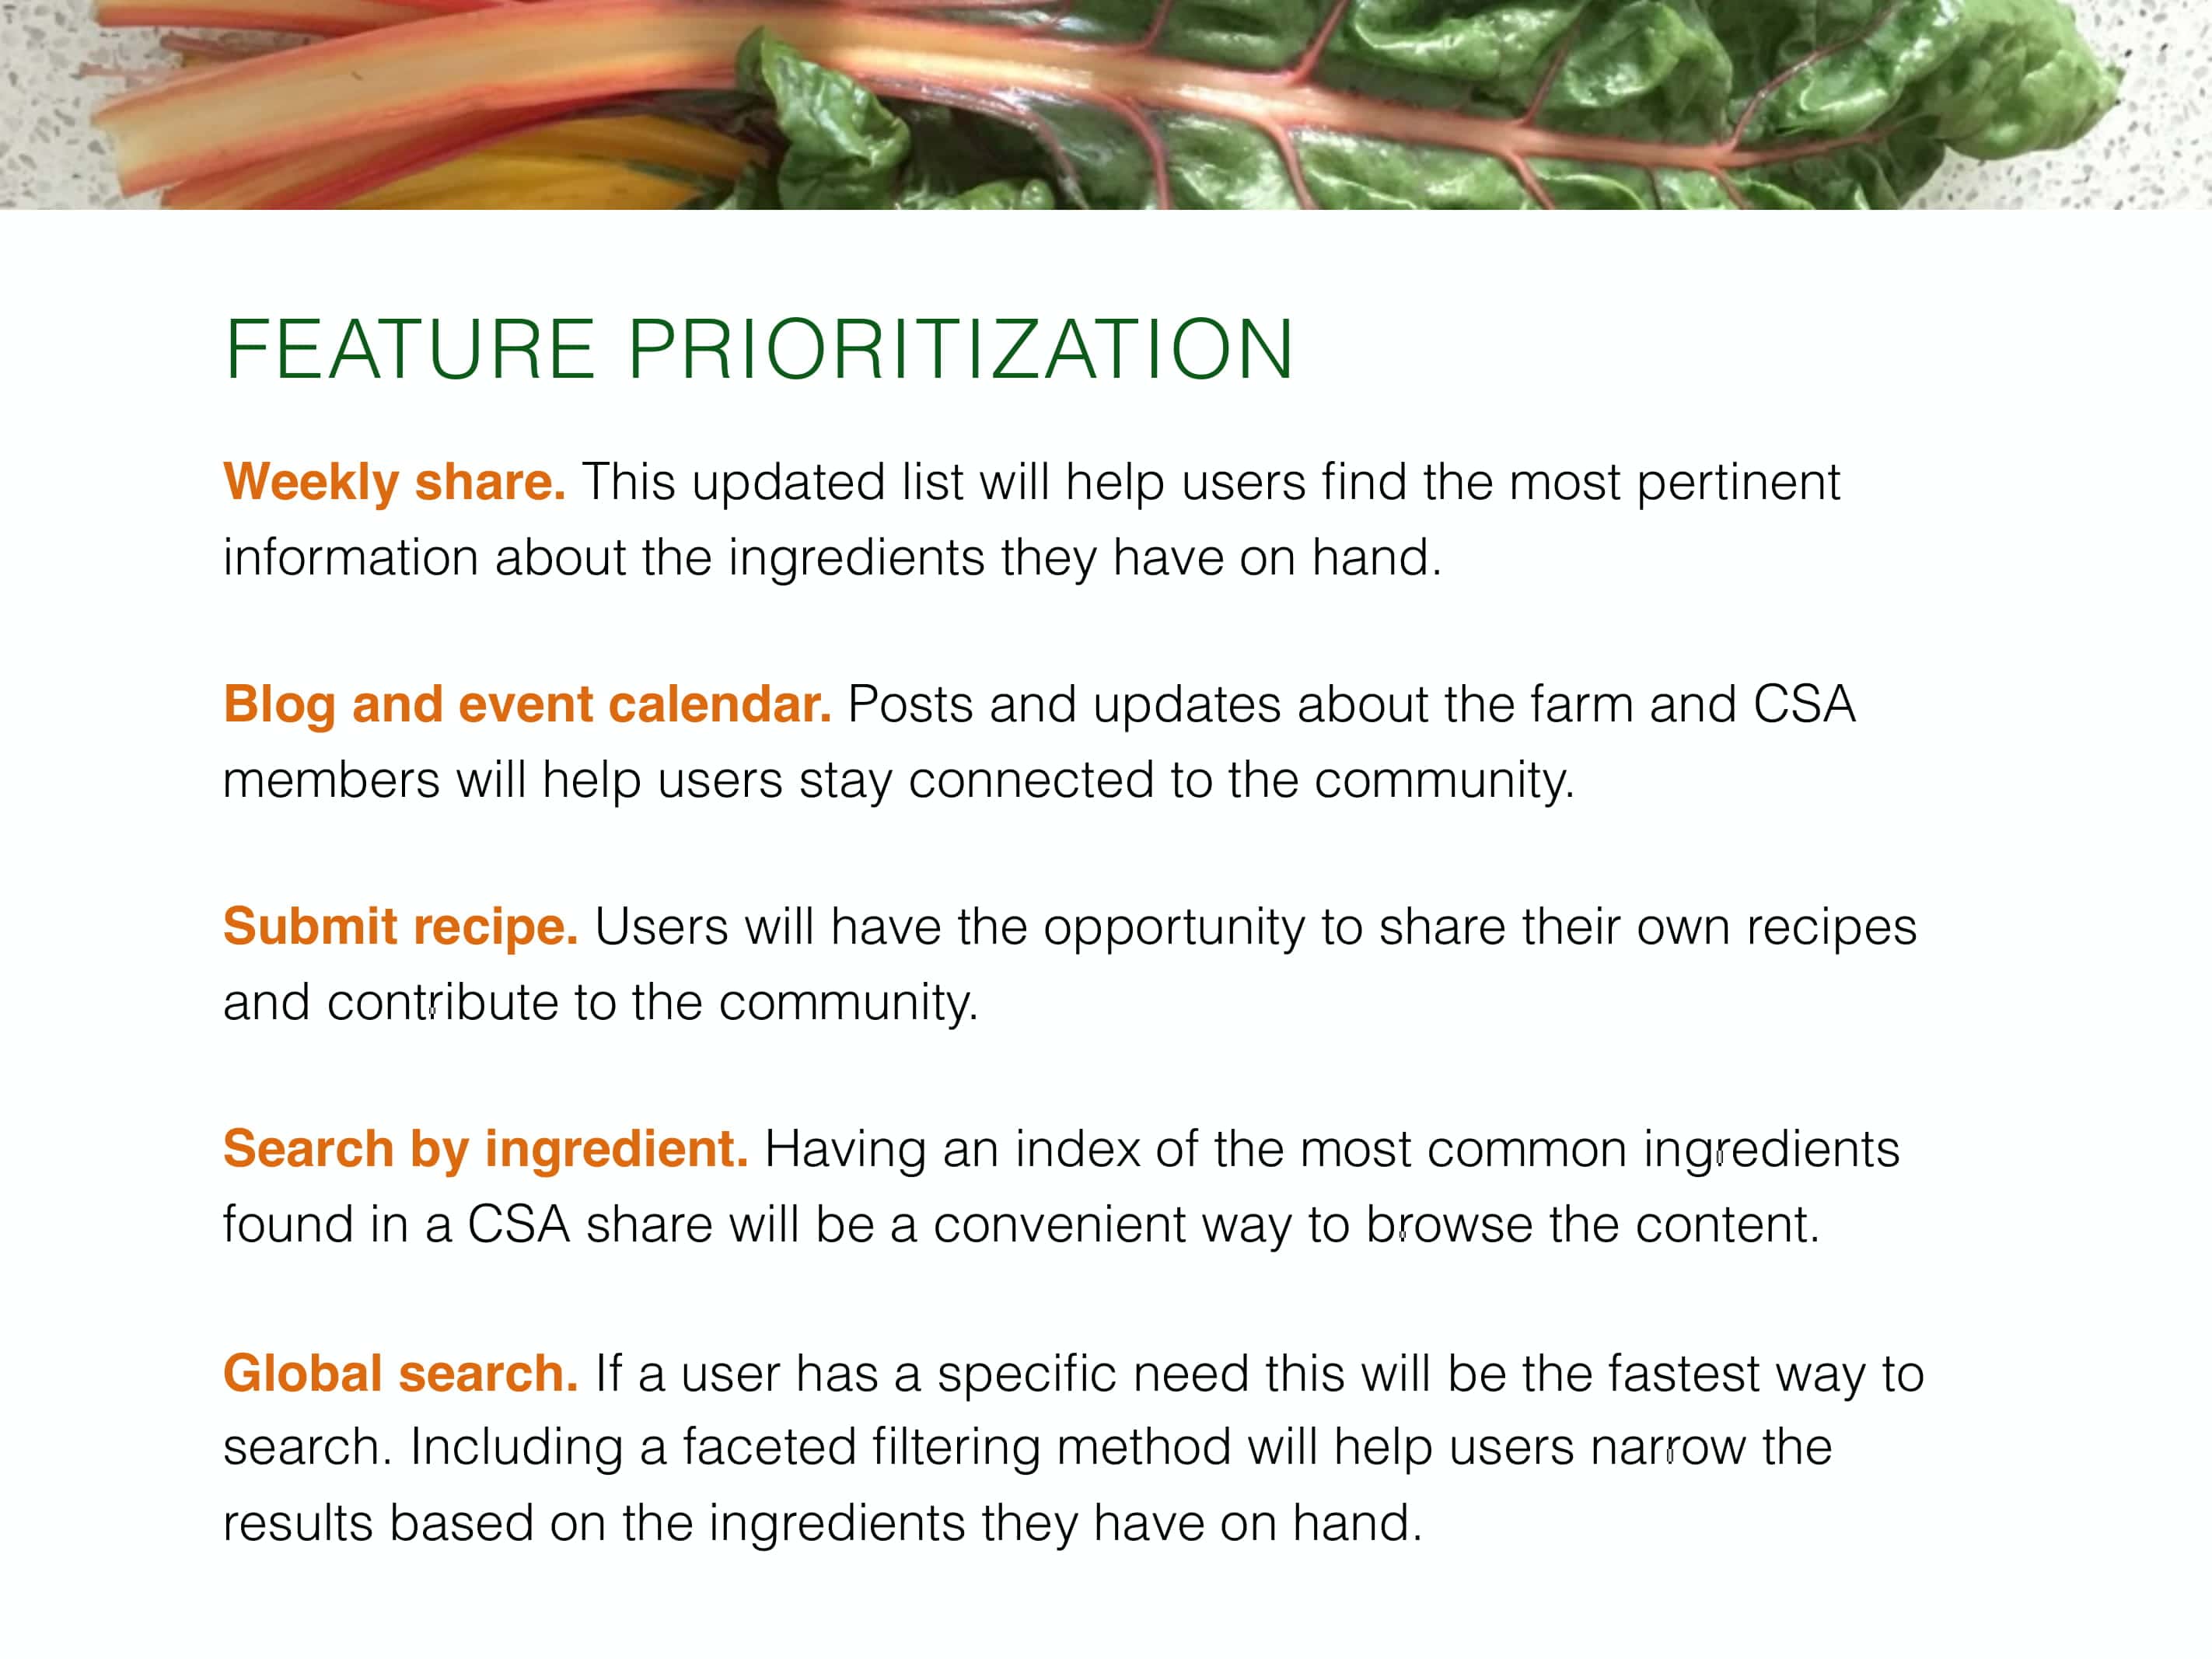 FEATURE PRIORITIZATION
Weekly share. This updated list will help users find the most pertinent
information about the ingredients they have on hand.
Blog and event calendar. Posts and updates about the farm and CSA
members will help users stay connected to the community.
Submit recipe. Users will have the opportunity to share their own recipes
and contribute to the community.
Search by ingredient. Having an index of the most common ingredients
found in a CSA share will be a convenient way to browse the content.
Global search. If a user has a specific need this will be the fastest way to
search. Including a faceted filtering method will help users narrow the
results based on the ingredients they have on hand.